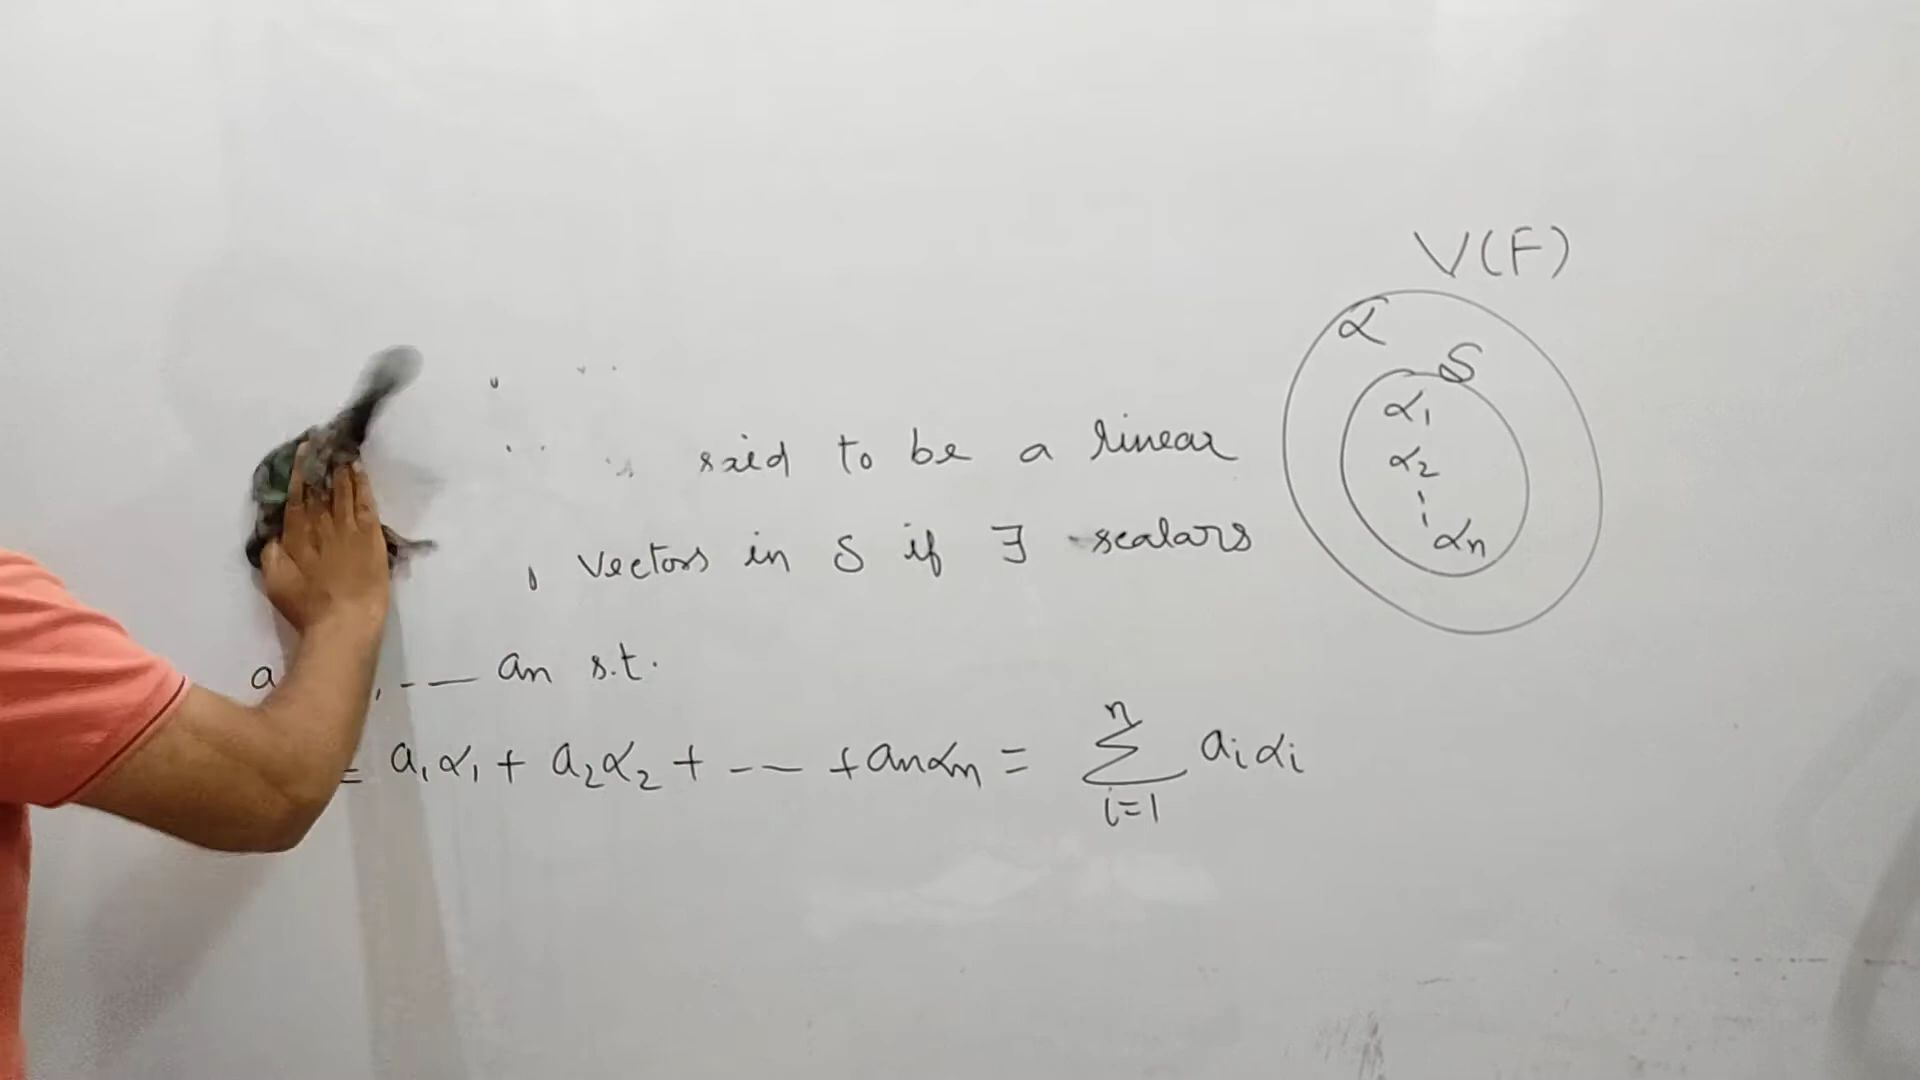 V(F)
α
S
α₁
α₂
¦
αn
said to be a linear
vectors in S if ∃ scalars
a , -— an s.t.
= a₁α₁ + a₂α₂ + -— + anαn = n∑i=1 aiαi